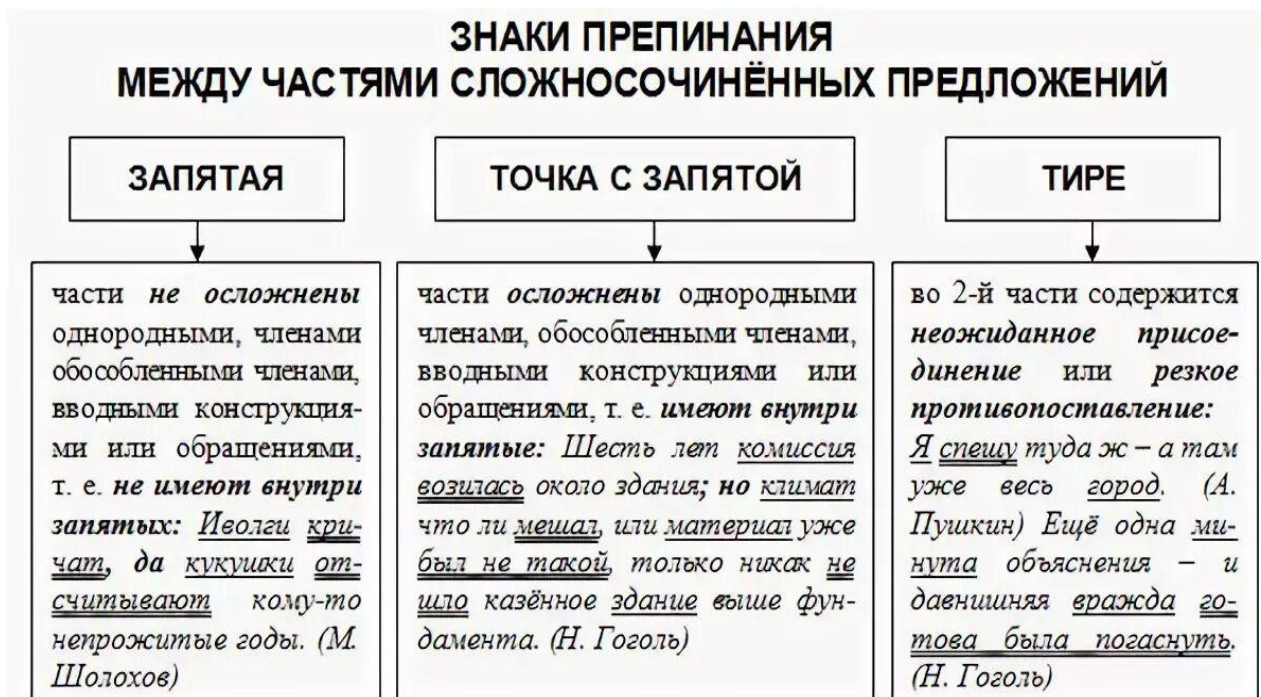 ЗНАКИ ПРЕПИНАНИЯ
МЕЖДУ ЧАСТЯМИ СЛОЖНОСОЧИНЁННЫХ ПРЕДЛОЖЕНИЙ
ЗАПЯТАЯ
части не осложнены
однородными, членами
обособленными членами,
вводными конструкция-
ми или обращениями,
т. е. не имеют внутри
запятых: Иволги кри-
чат, да кукушки от-
считывают кому-то
непрожитые годы. (М.
Шолохов)
ТОЧКА С ЗАПЯТОЙ
части осложнены однородными
членами, обособленными членами,
вводными конструкциями или
обращениями, т. е. имеют внутри
запятые: Шесть лет комиссия
возилась около здания; но климат
что ли мешал, или материал уже
был не такой, только никак не
шло казённое здание выше фун-
дамента. (Н. Гоголь)
ТИРЕ
во 2-й части содержится
неожиданное присое-
динение или резкое
противопоставление:
Я спешу туда ж – а там
уже весь город. (А.
Пушкин) Ещё одна ми-
нута объяснения – и
давнишняя вражда го-
това была погаснуть.
(Н. Гоголь)